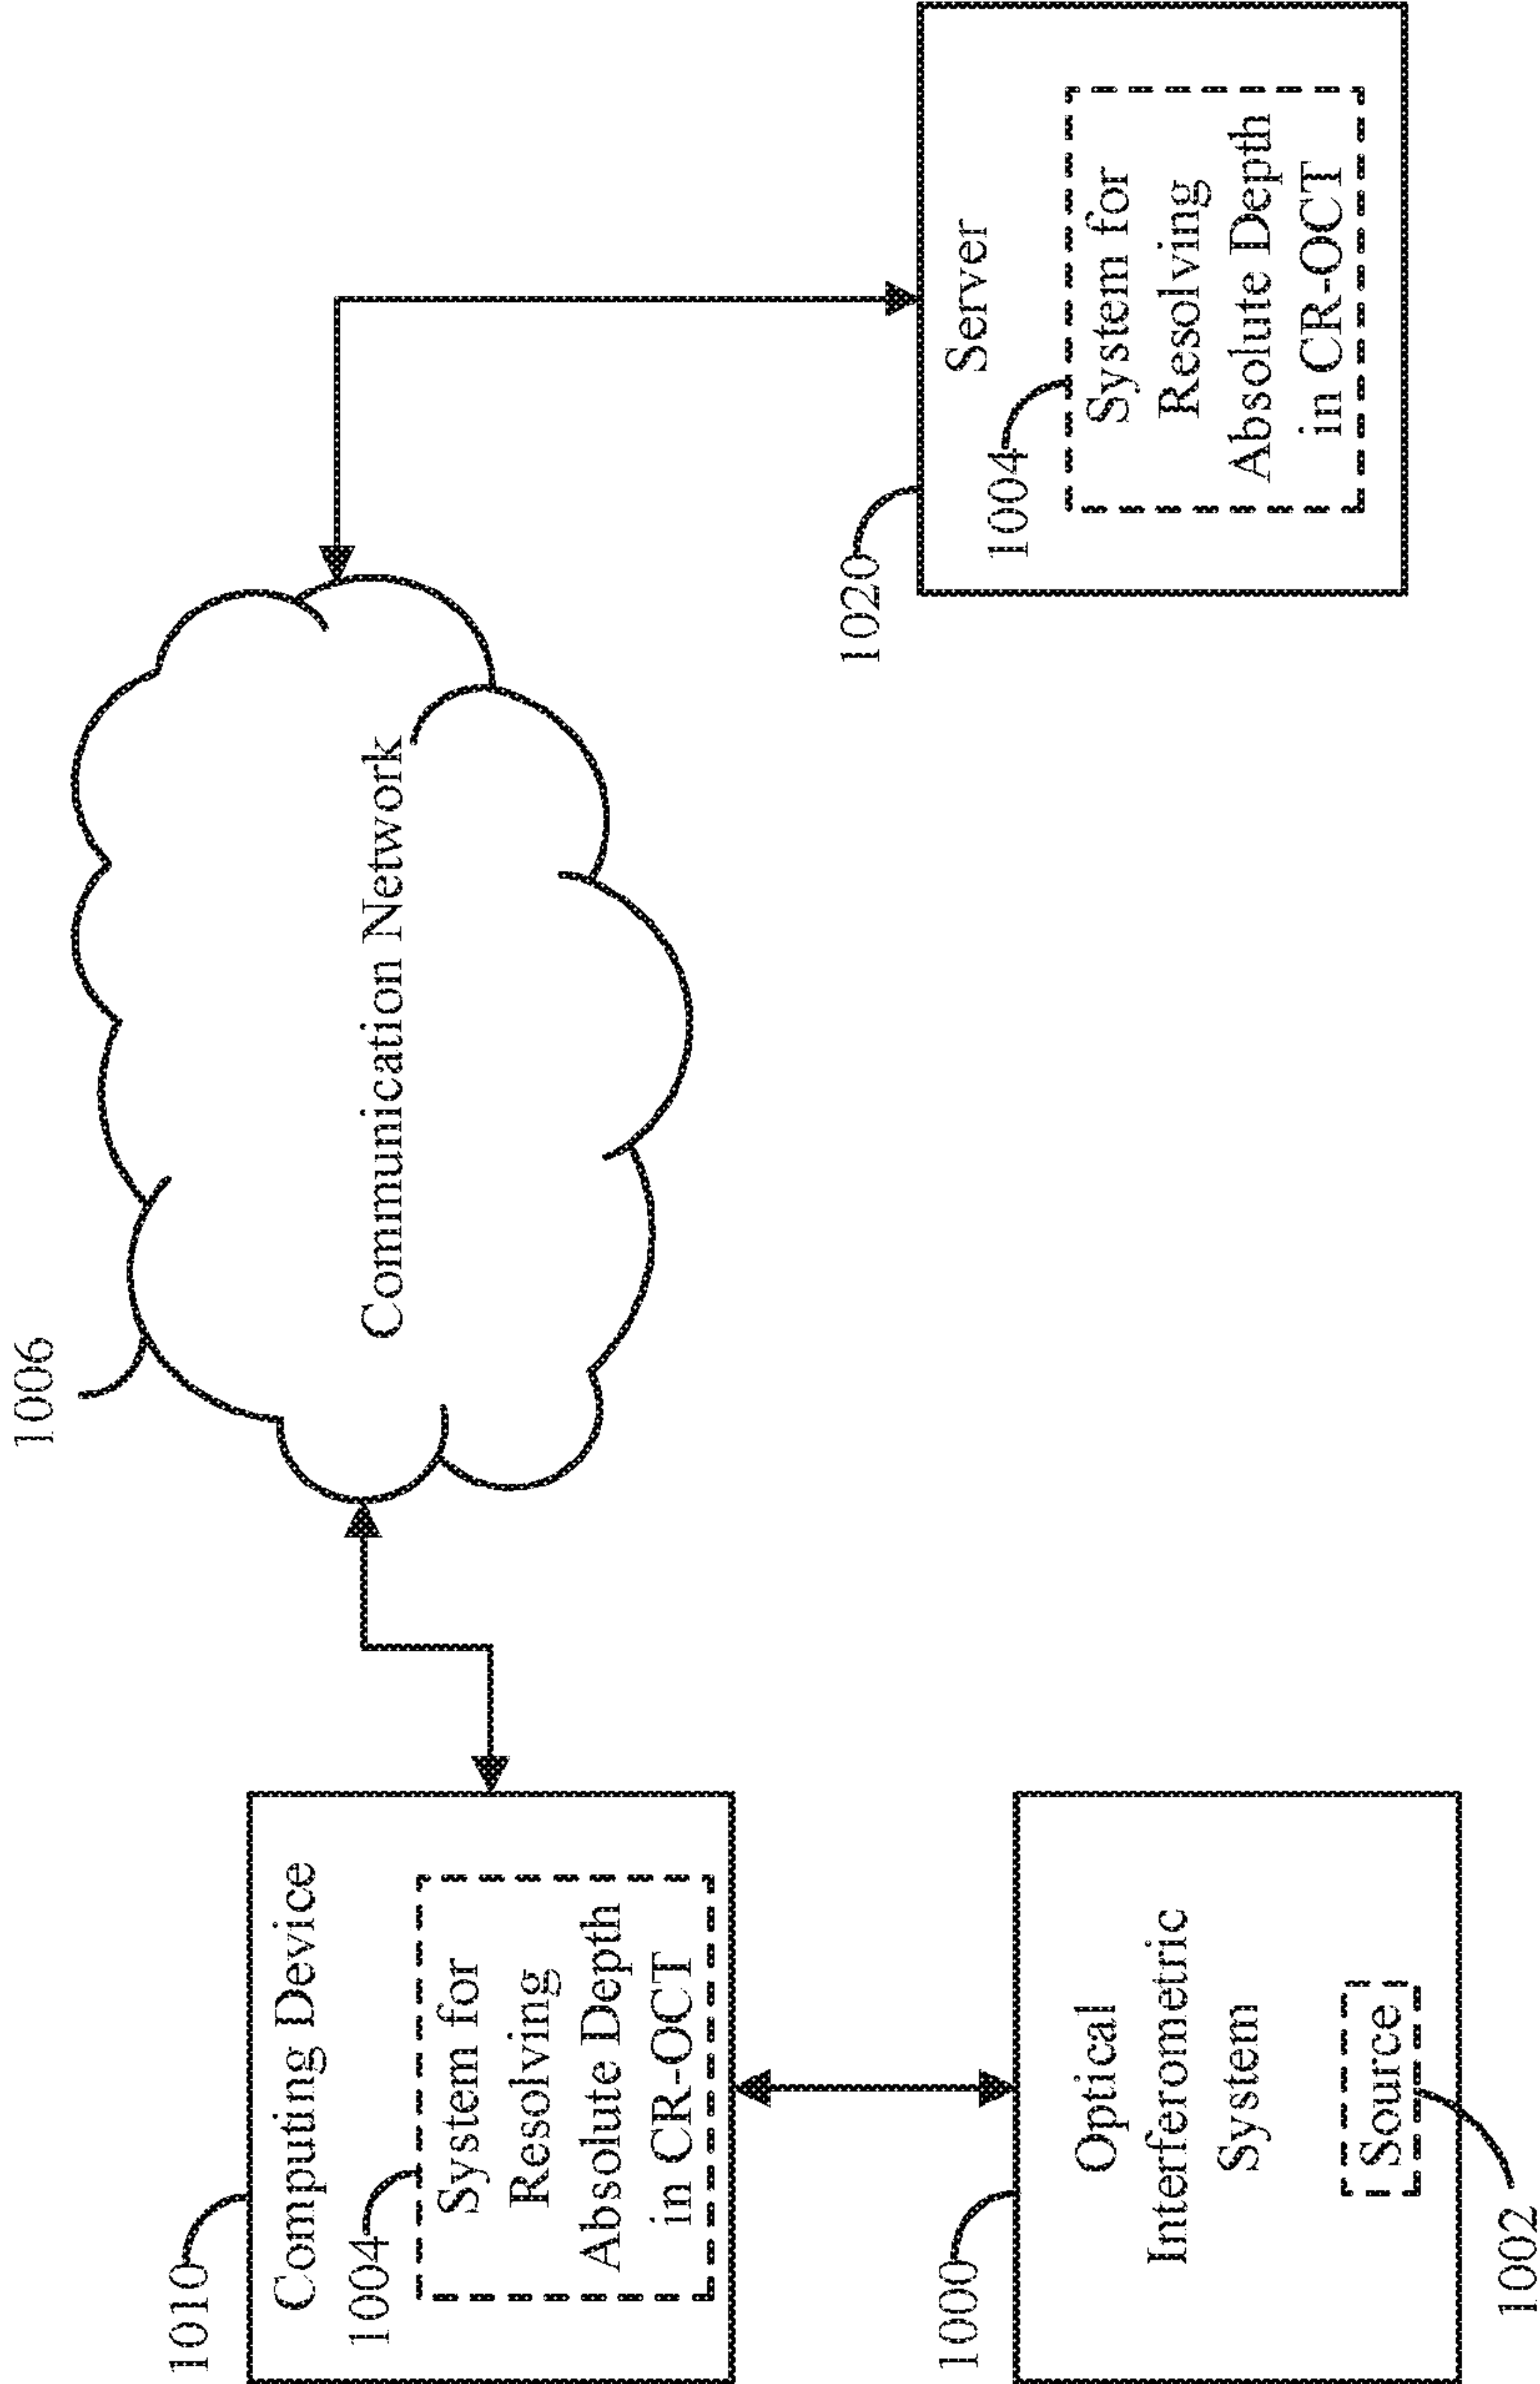 1006
Communication Network
1010
Computing Device
1004
System for
Resolving
Absolute Depth
in CR-OCT
1000
Optical
Interferometric
System
Source
1002
1020
Server
1004
System for
Resolving
Absolute Depth
in CR-OCT